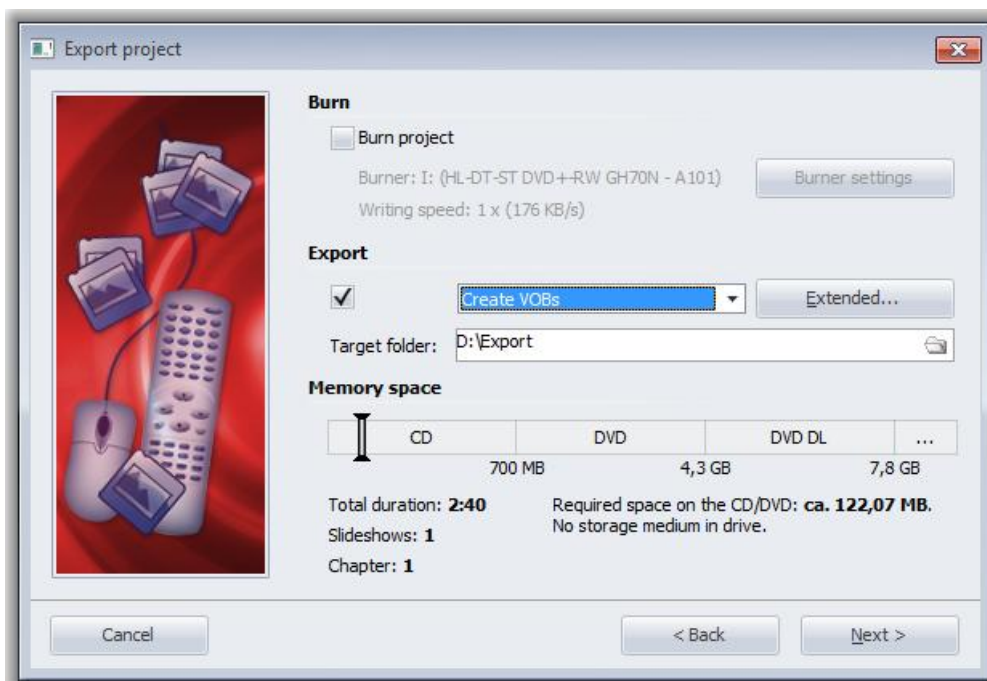 Export project
Burn
Burn project
Burner: I: (HL-DT-ST DVD+-RW GH70N - A101)
Burner settings
Writing speed: 1 x (176 KB/s)
Export
Create VOBs
Extended...
Target folder: D:\Export
Memory space
CD DVD DVD DL ...
700 MB 4,3 GB 7,8 GB
Total duration: 2:40 Required space on the CD/DVD: ca. 122,07 MB.
No storage medium in drive.
Slideshows: 1
Chapter: 1
Cancel < Back Next >